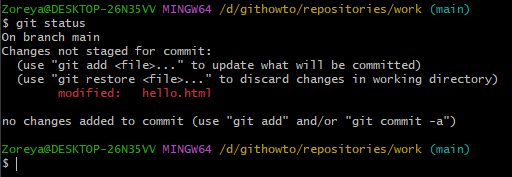 Zoreya@DESKTOP-26N35VV MINGW64 /d/githowto/repositories/work (main)
$ git status
On branch main
Changes not staged for commit:
  (use "git add <file>..." to update what will be committed)
  (use "git restore <file>..." to discard changes in working directory)
        modified:   hello.html

no changes added to commit (use "git add" and/or "git commit -a")

Zoreya@DESKTOP-26N35VV MINGW64 /d/githowto/repositories/work (main)
$